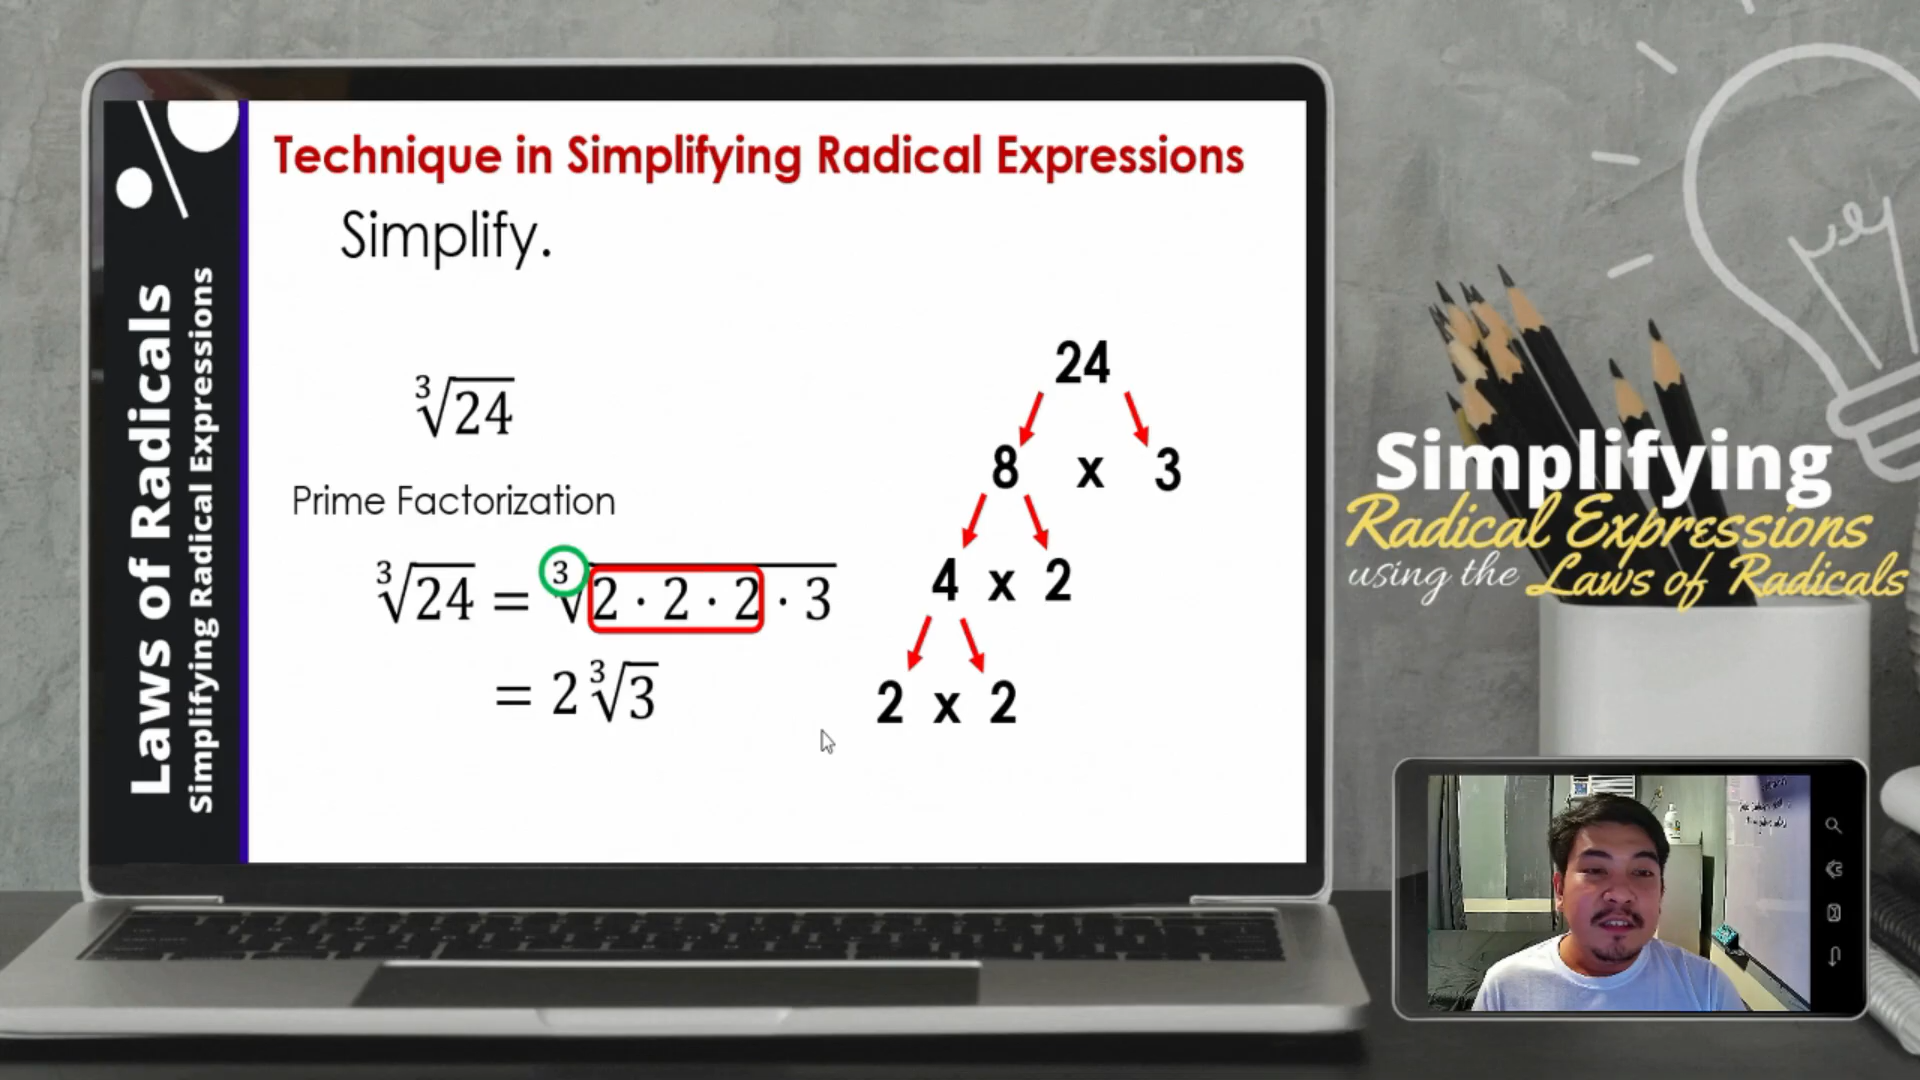 Laws of Radicals
Simplifying Radical Expressions
Technique in Simplifying Radical Expressions
Simplify.
∛24
Prime Factorization
∛24 = ∛2 · 2 · 2 · 3
= 2∛3
24
8 x 3
4 x 2
2 x 2
Simplifying
Radical Expressions
using the Laws of Radicals